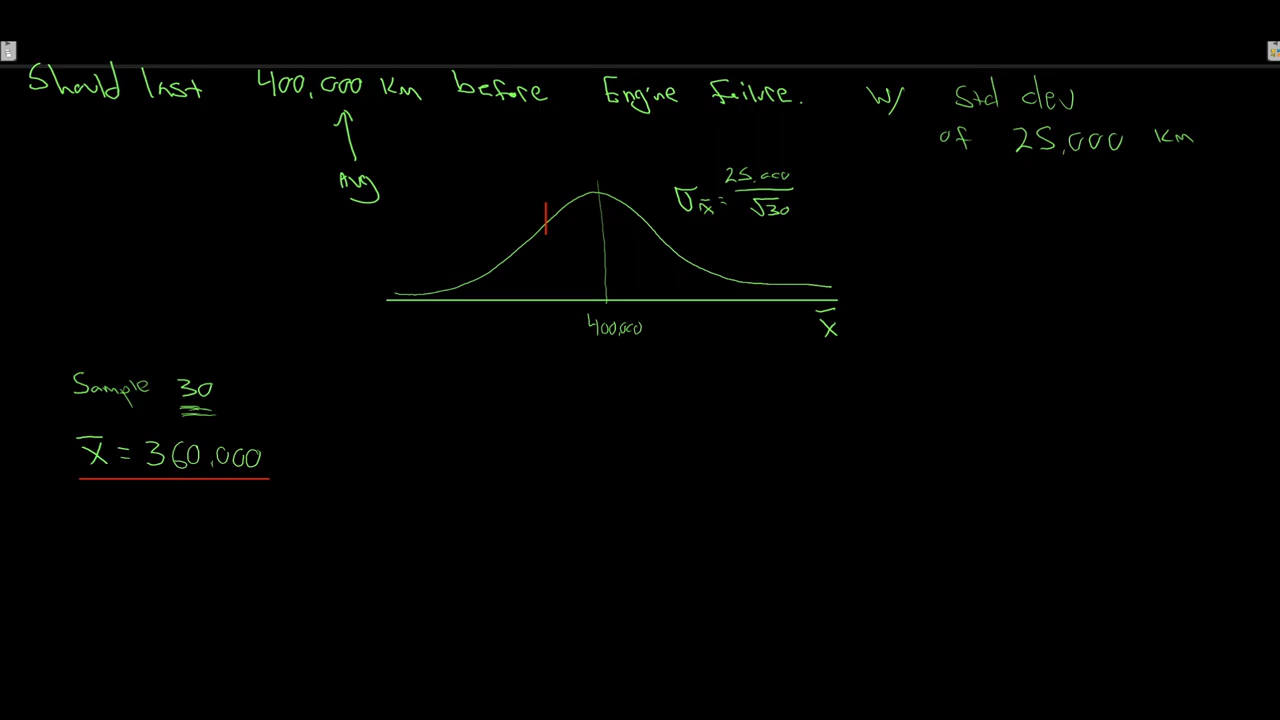 Should last 400,000 Km before Engine Failure. w/ Std dev
of 25,000 Km
Avg
σx̄ = 25,000/√30
400,000
X̄
Sample 30
X̄ = 360,000